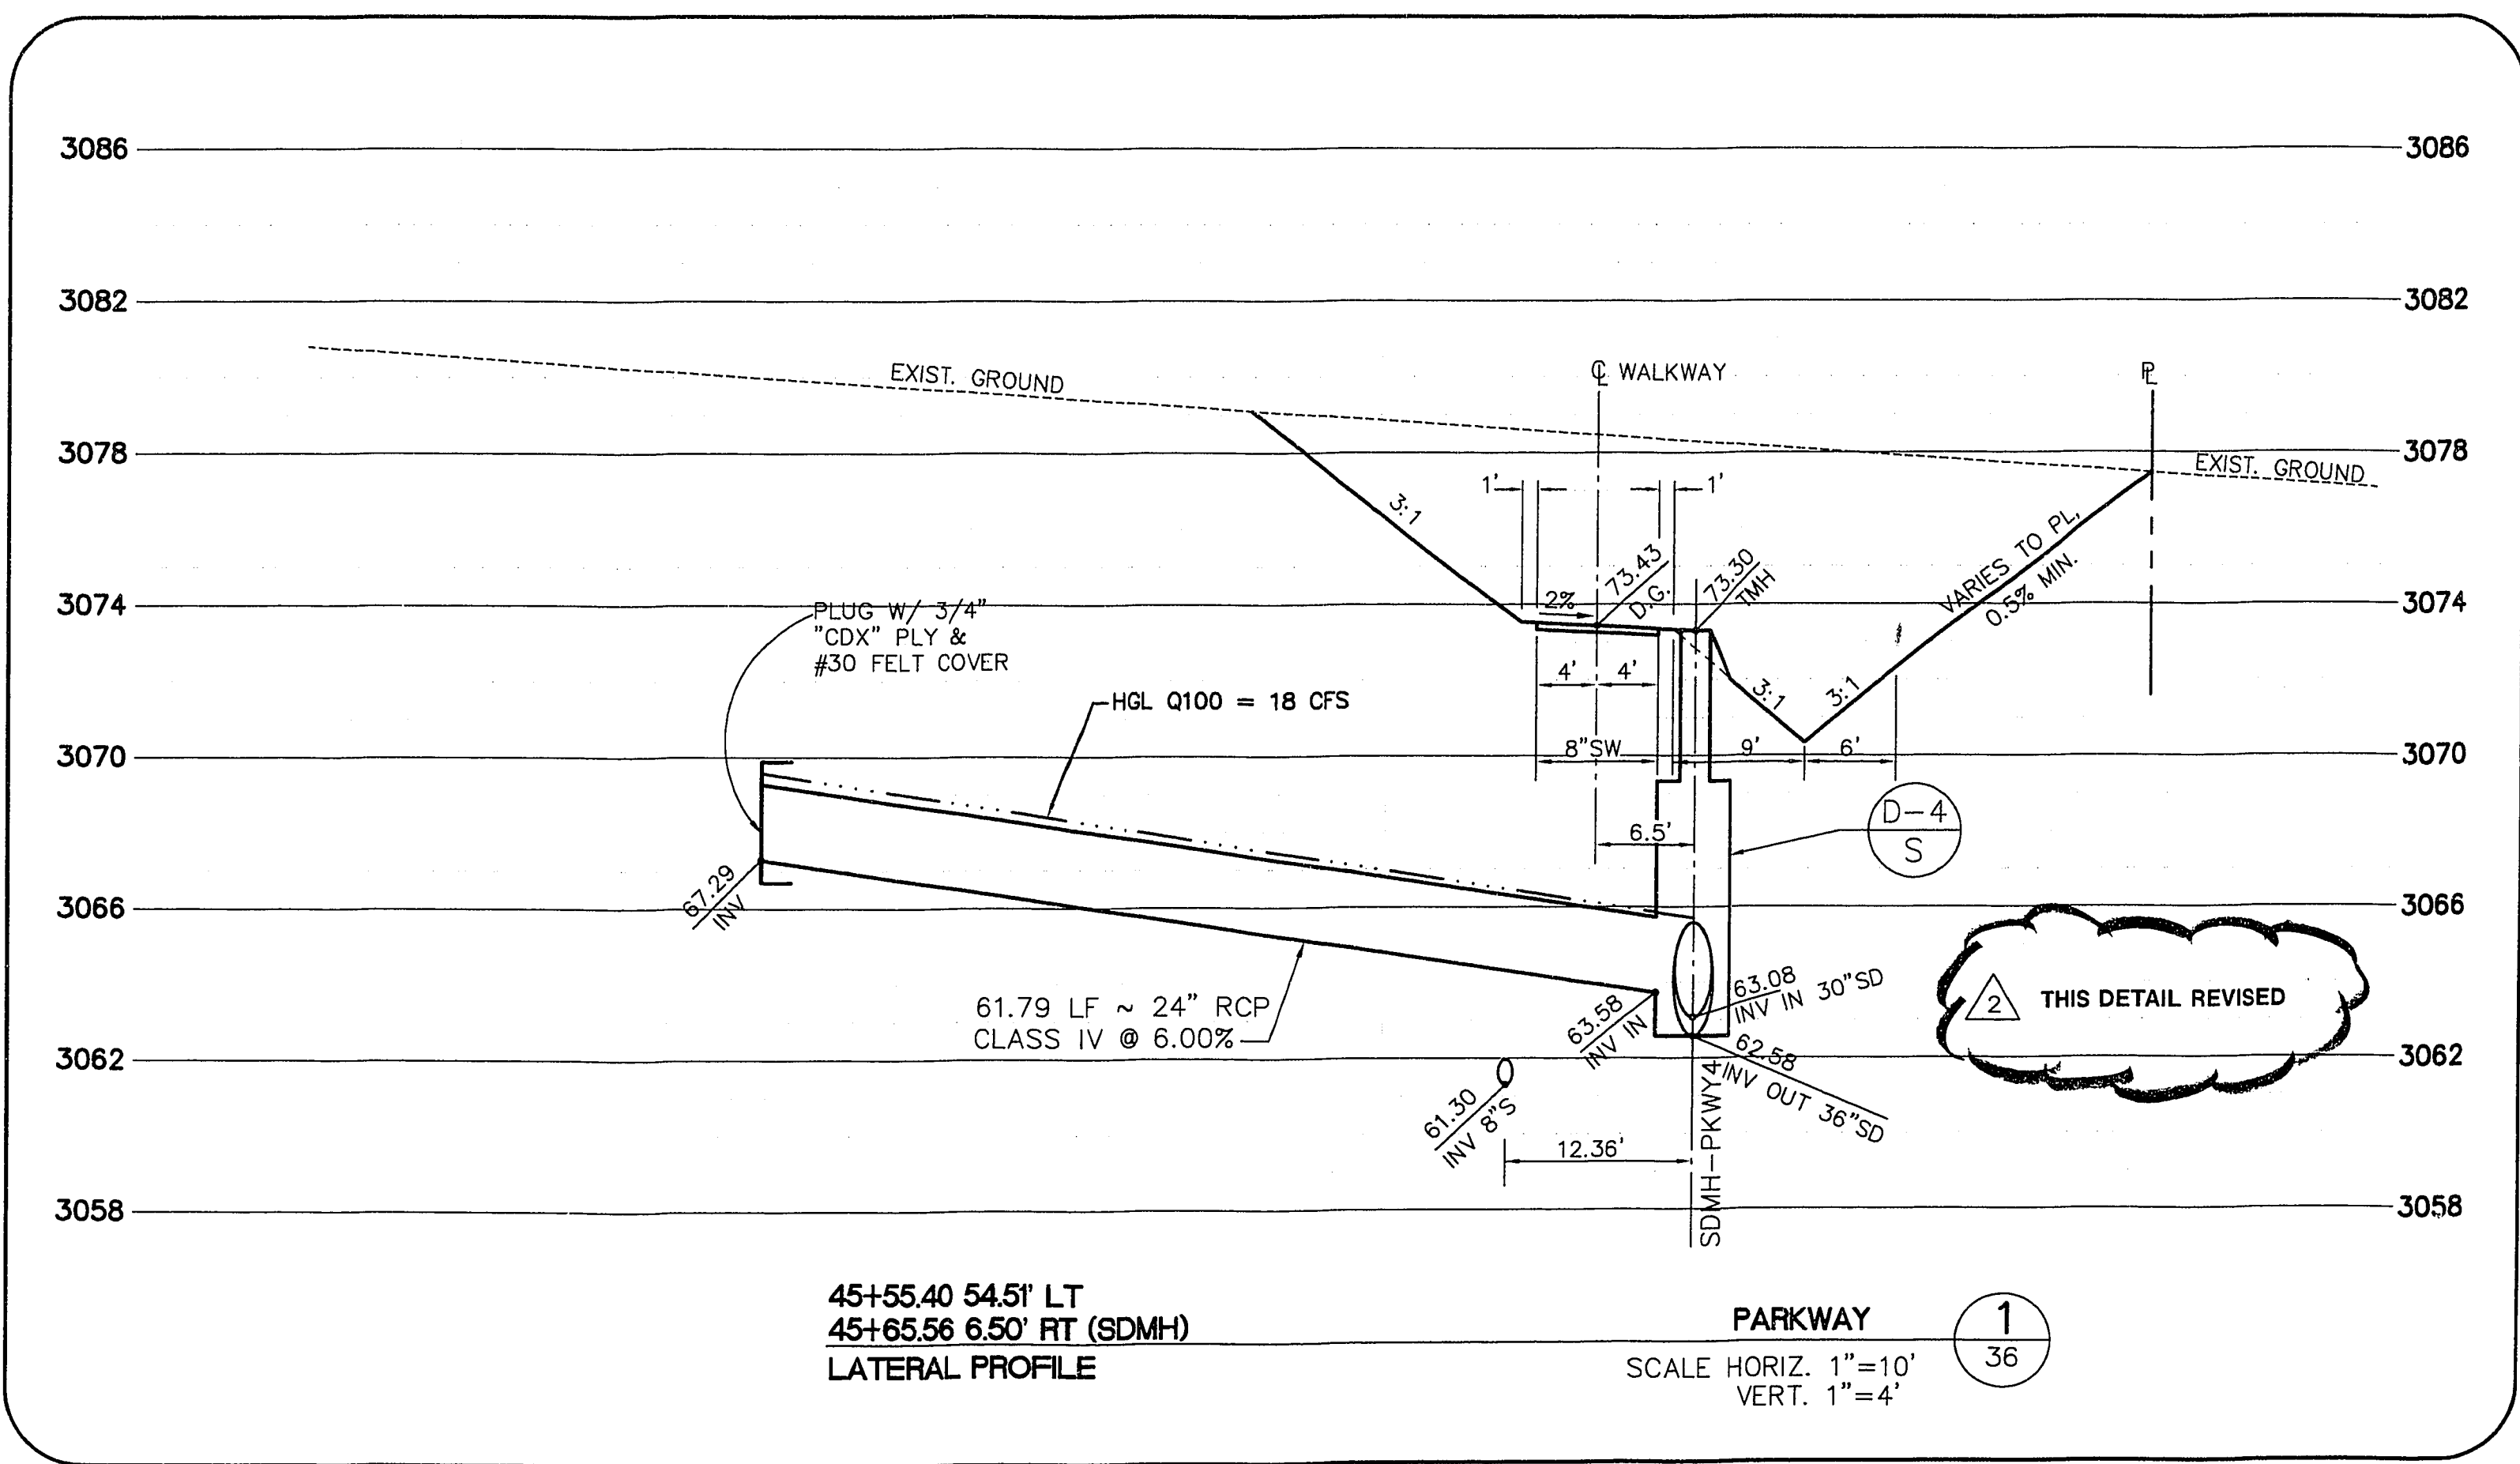 3086
3086
3082
3082
EXIST. GROUND
℄ WALKWAY
PL
3078
3078
EXIST. GROUND
1'
1'
3:1
73.43
D.G.
73.30
TMH
VARIES TO PL,
0.5% MIN.
3074
3074
2%
PLUG W/ 3/4"
"CDX" PLY &
#30 FELT COVER
4'
4'
3:1
3:1
HGL Q100 = 18 CFS
3070
3070
8"SW
9'
6'
D-4
S
6.5'
67.29
INV
3066
3066
61.79 LF ~ 24" RCP
CLASS IV @ 6.00%
63.58
INV IN
63.08
INV IN 30"SD
2
THIS DETAIL REVISED
3062
3062
62.58
INV OUT 36"SD
61.30
INV 8"S
12.36'
SDMH-PKWY4
3058
3058
45+55.40 54.51' LT
45+65.56 6.50' RT (SDMH)
LATERAL PROFILE
PARKWAY
1
36
SCALE HORIZ. 1"=10'
VERT. 1"=4'